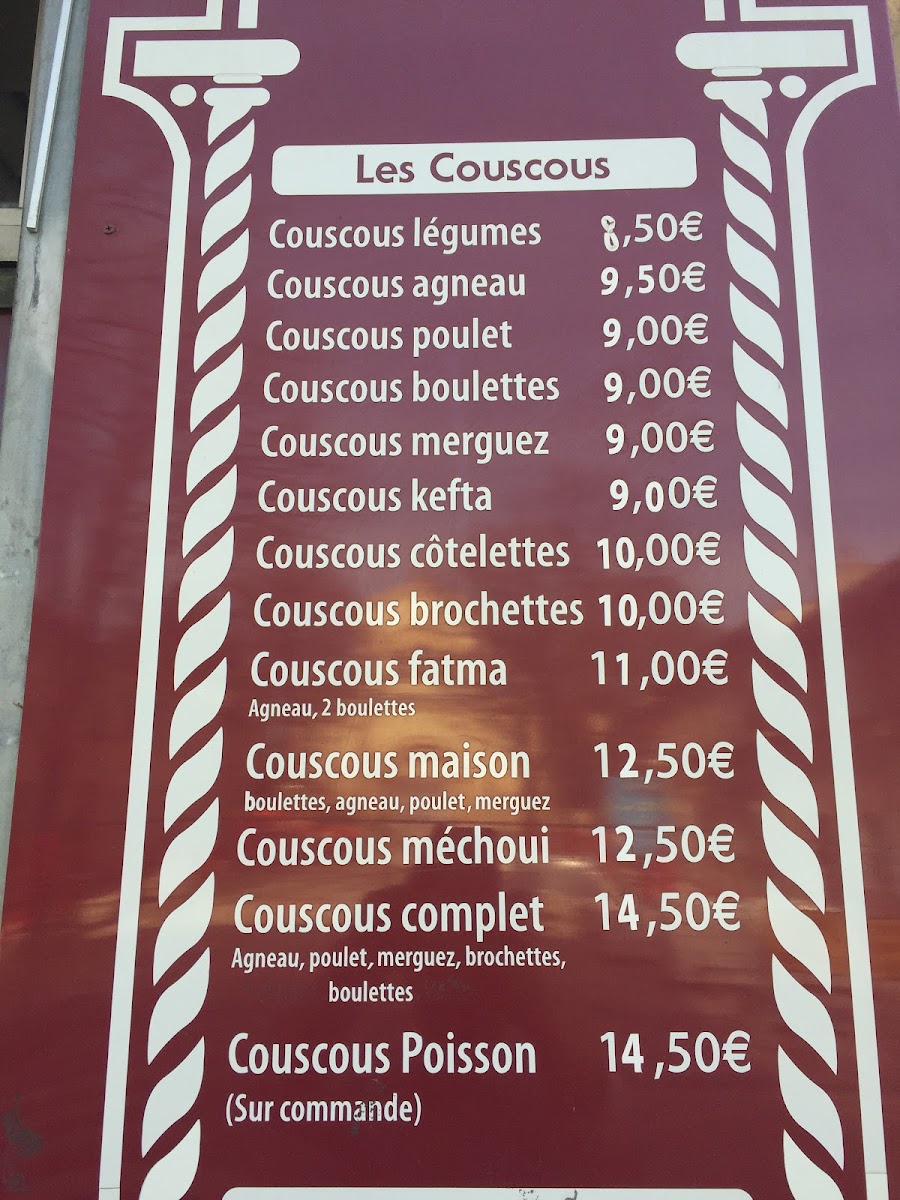 Les Couscous
Couscous légumes 8,50€
Couscous agneau 9,50€
Couscous poulet 9,00€
Couscous boulettes 9,00€
Couscous merguez 9,00€
Couscous kefta 9,00€
Couscous côtelettes 10,00€
Couscous brochettes 10,00€
Couscous fatma 11,00€
Agneau, 2 boulettes
Couscous maison 12,50€
boulettes, agneau, poulet, merguez
Couscous méchoui 12,50€
Couscous complet 14,50€
Agneau, poulet, merguez, brochettes,
boulettes
Couscous Poisson 14,50€
(Sur commande)